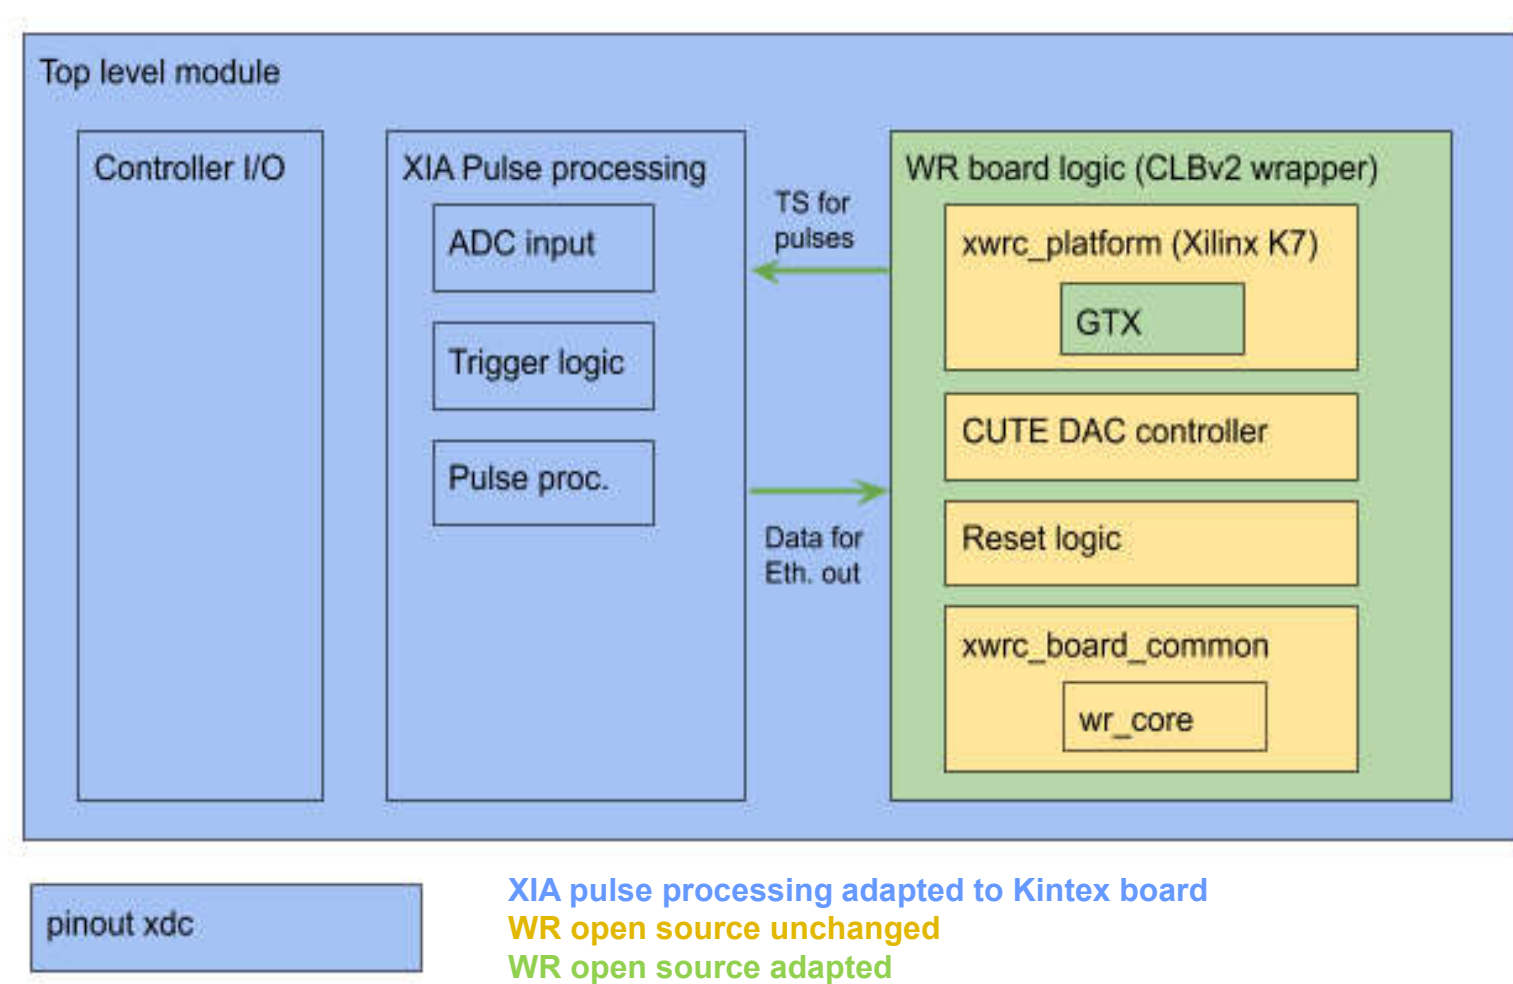 Top level module
Controller I/O
XIA Pulse processing
ADC input
Trigger logic
Pulse proc.
TS for
pulses
Data for
Eth. out
WR board logic (CLBv2 wrapper)
xwrc_platform (Xilinx K7)
GTX
CUTE DAC controller
Reset logic
xwrc_board_common
wr_core
pinout xdc
XIA pulse processing adapted to Kintex board
WR open source unchanged
WR open source adapted